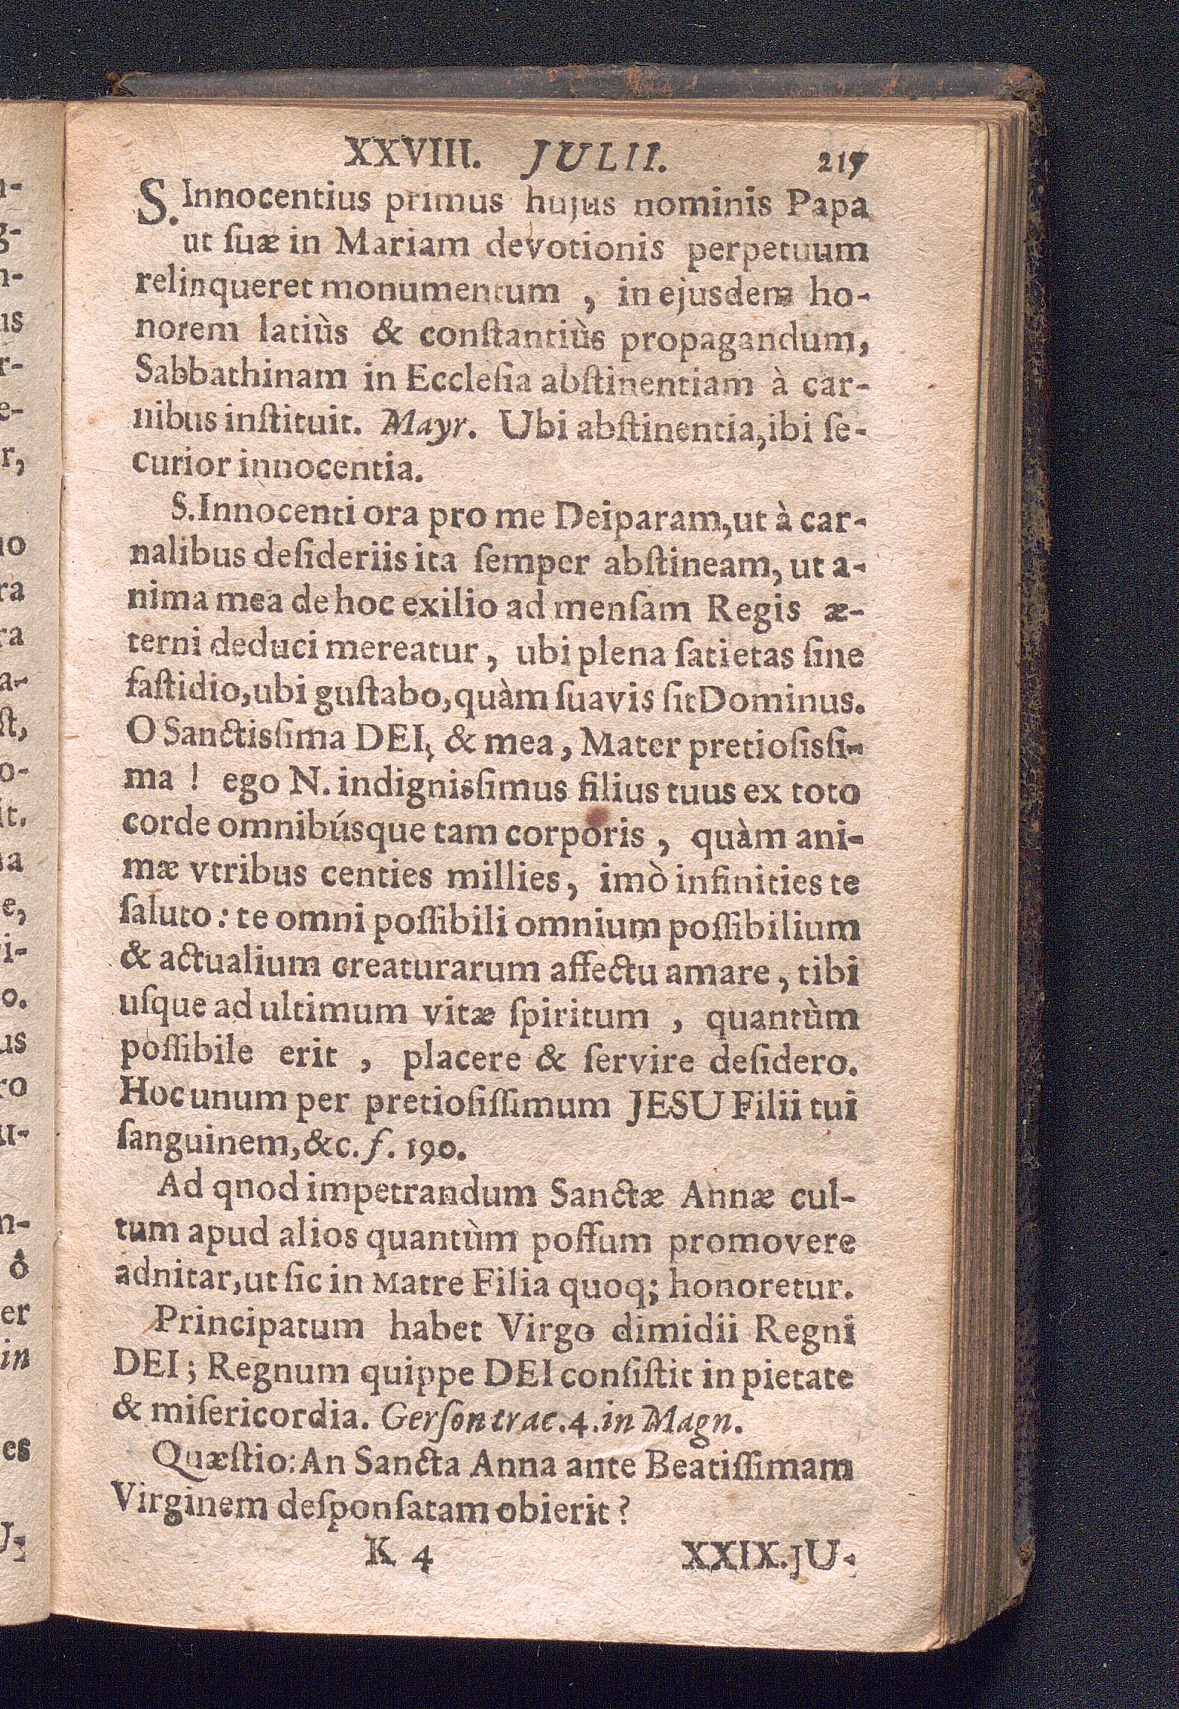 XXVIII. JULII. 217
S. Innocentius primus hujus nominis Papa
ut ſuæ in Mariam devotionis perpetuum
relinqueret monumentum , in ejusdem ho-
norem latiùs & conſtantiùs propagandum,
Sabbathinam in Eccleſia abſtinentiam à car-
nibus inſtituit. Mayr. Ubi abſtinentia, ibi ſe-
curior innocentia.
S. Innocenti ora pro me Deiparam, ut à car-
nalibus deſideriis ita ſemper abſtineam, ut a-
nima mea de hoc exilio ad menſam Regis æ-
terni deduci mereatur, ubi plena ſatietas ſine
faſtidio, ubi guſtabo, quàm ſuavis ſit Dominus.
O Sanctisſima DEI, & mea, Mater pretioſisſi-
ma ! ego N. indignisſimus filius tuus ex toto
corde omnibúsque tam corporis , quàm ani-
mæ vtribus centies millies, imò infinities te
ſaluto: te omni poſſibili omnium poſſibilium
& actualium creaturarum affectu amare, tibi
uſque ad ultimum vitæ ſpiritum , quantùm
poſſibile erit , placere & ſervire deſidero.
Hoc unum per pretioſiſſimum JESU Filii tui
ſanguinem, &c. f. 190.
Ad qnod impetrandum Sanctæ Annæ cul-
tum apud alios quantùm poſſum promovere
adnitar, ut ſic in Matre Filia quoq; honoretur.
Principatum habet Virgo dimidii Regni
DEI; Regnum quippe DEI conſiſtit in pietate
& miſericordia. Gerſon trac. 4. in Magn.
Quæſtio: An Sancta Anna ante Beatiſſimam
Virginem deſponſatam obierit?
K 4 XXIX. JU-